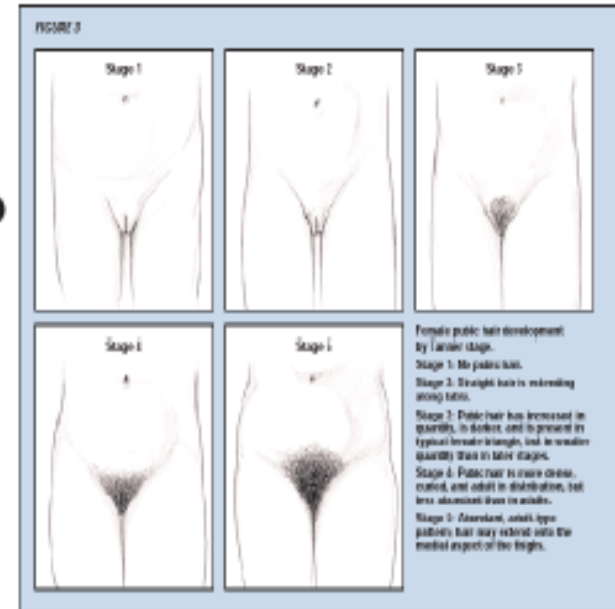 FIGURE 3
Stage 1
Stage 2
Stage 3
Stage 4
Stage 5
Female pubic hair development
by Tanner stage.
Stage 1: No pubic hair.
Stage 2: Straight hair is extending
along labia.
Stage 3: Pubic hair has increased in
quantity, is darker, and is present in
typical female triangle, but in smaller
quantity than in later stages.
Stage 4: Pubic hair is more dense,
curled, and adult in distribution, but
less abundant than in adults.
Stage 5: Abundant, adult-type
pattern; hair may extend onto the
medial aspect of the thighs.